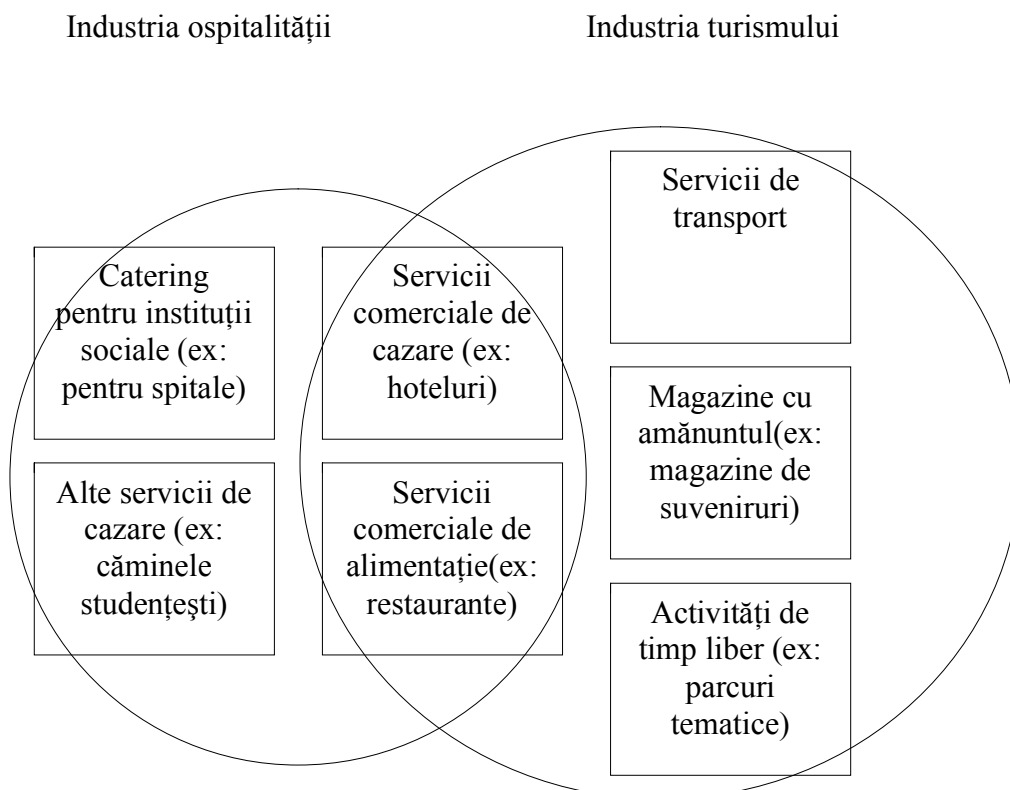 Industria ospitalității
Industria turismului
Servicii de
transport
Catering
pentru instituții
sociale (ex:
pentru spitale)
Servicii
comerciale de
cazare (ex:
hoteluri)
Magazine cu
amănuntul(ex:
magazine de
suveniruri)
Alte servicii de
cazare (ex:
căminele
studențeşti)
Servicii
comerciale de
alimentație(ex:
restaurante)
Activități de
timp liber (ex:
parcuri
tematice)